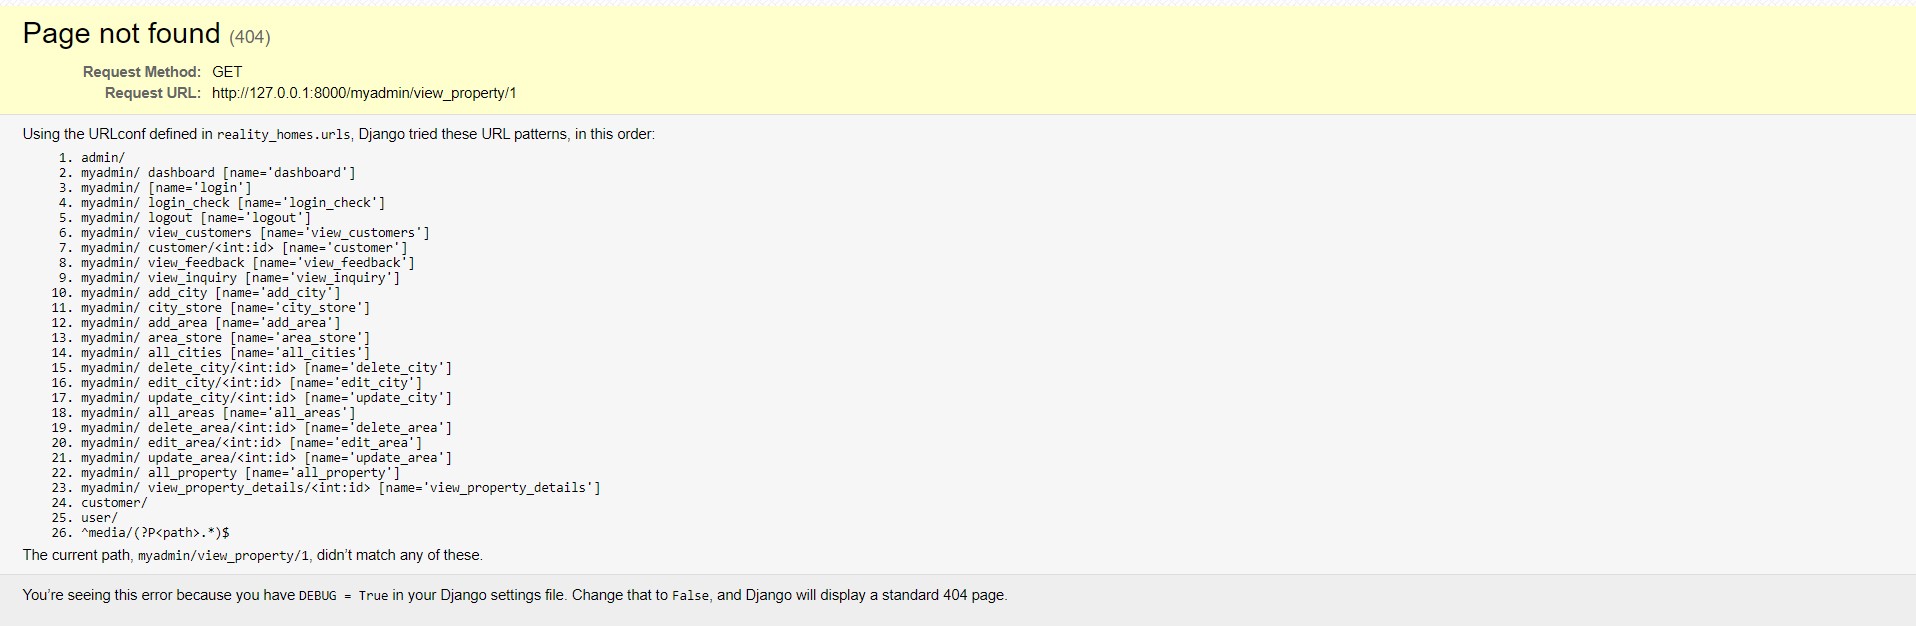 Page not found (404)
Request Method: GET
Request URL: http://127.0.0.1:8000/myadmin/view_property/1
Using the URLconf defined in reality_homes.urls, Django tried these URL patterns, in this order:
1. admin/
2. myadmin/ dashboard [name='dashboard']
3. myadmin/ [name='login']
4. myadmin/ login_check [name='login_check']
5. myadmin/ logout [name='logout']
6. myadmin/ view_customers [name='view_customers']
7. myadmin/ customer/<int:id> [name='customer']
8. myadmin/ view_feedback [name='view_feedback']
9. myadmin/ view_inquiry [name='view_inquiry']
10. myadmin/ add_city [name='add_city']
11. myadmin/ city_store [name='city_store']
12. myadmin/ add_area [name='add_area']
13. myadmin/ area_store [name='area_store']
14. myadmin/ all_cities [name='all_cities']
15. myadmin/ delete_city/<int:id> [name='delete_city']
16. myadmin/ edit_city/<int:id> [name='edit_city']
17. myadmin/ update_city/<int:id> [name='update_city']
18. myadmin/ all_areas [name='all_areas']
19. myadmin/ delete_area/<int:id> [name='delete_area']
20. myadmin/ edit_area/<int:id> [name='edit_area']
21. myadmin/ update_area/<int:id> [name='update_area']
22. myadmin/ all_property [name='all_property']
23. myadmin/ view_property_details/<int:id> [name='view_property_details']
24. customer/
25. user/
26. ^media/(?P<path>.*)$
The current path, myadmin/view_property/1, didn’t match any of these.
You’re seeing this error because you have DEBUG = True in your Django settings file. Change that to False, and Django will display a standard 404 page.